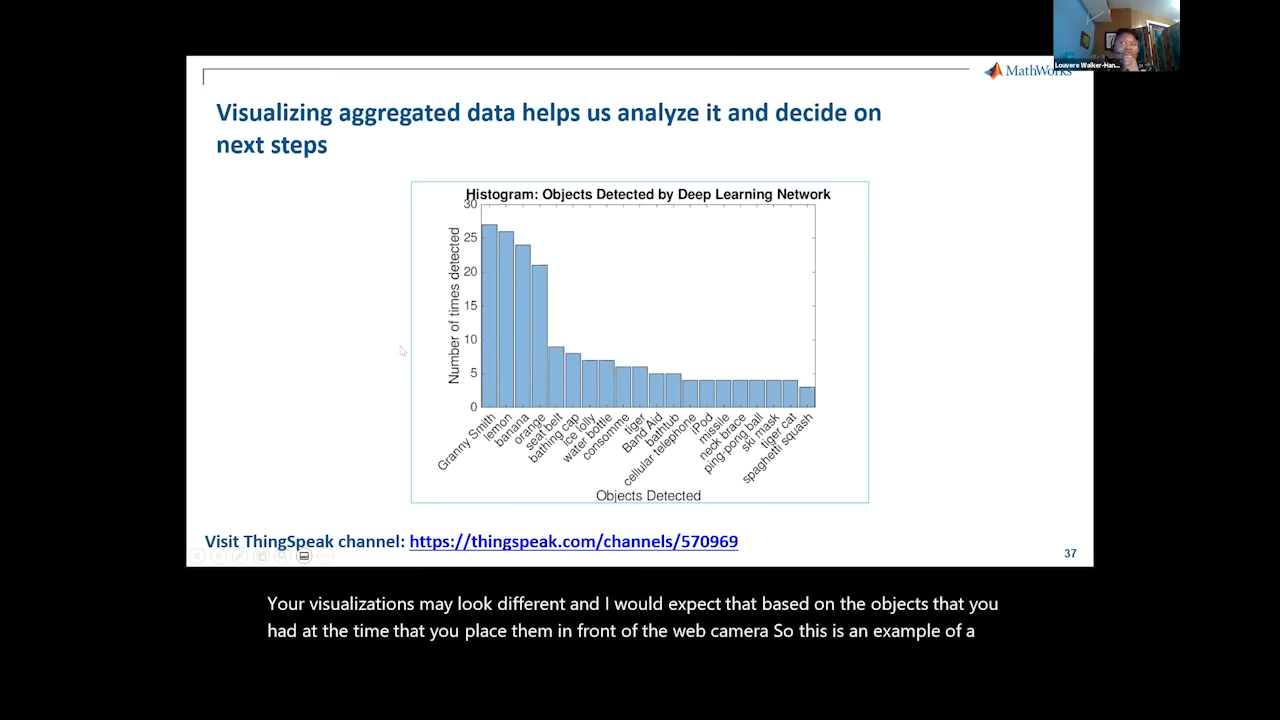 Louvere Walker-Han...
MathWorks
Visualizing aggregated data helps us analyze it and decide on
next steps
Histogram: Objects Detected by Deep Learning Network
30
25
20
15
10
5
0
Number of times detected
Granny Smith
lemon
banana
orange
seat belt
bathing cap
ice lolly
water bottle
consomme
tiger
Band Aid
bathtub
cellular telephone
iPod
missile
neck brace
ping-pong ball
ski mask
tiger cat
spaghetti squash
Objects Detected
Visit ThingSpeak channel: https://thingspeak.com/channels/570969
37
Your visualizations may look different and I would expect that based on the objects that you
had at the time that you place them in front of the web camera So this is an example of a